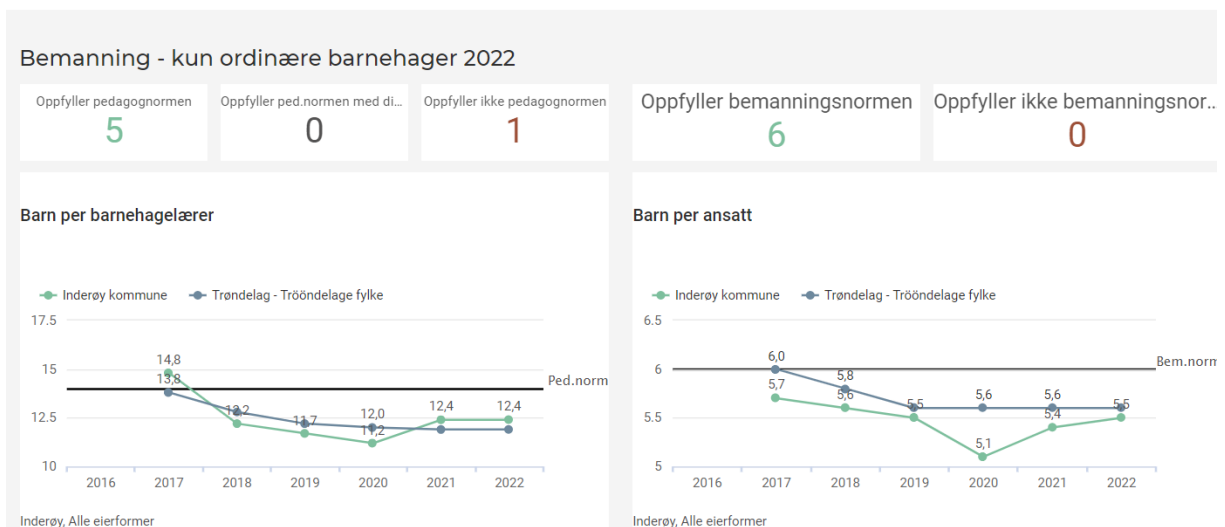 Bemanning - kun ordinære barnehager 2022
Oppfyller pedagognormen
5
Oppfyller ped.normen med di...
0
Oppfyller ikke pedagognormen
1
Oppfyller bemanningsnormen
6
Oppfyller ikke bemanningsnor...
0
Barn per barnehagelærer
Inderøy kommune
Trøndelag - Trööndelage fylke
17.5
15
12.5
10
14,8
13,8
12,2
11,7
12,0
11,2
12,4
12,4
Ped.norm
2016 2017 2018 2019 2020 2021 2022
Inderøy, Alle eierformer
Barn per ansatt
Inderøy kommune
Trøndelag - Trööndelage fylke
6.5
6
5.5
5
6,0
5,7
5,8
5,6
5,5
5,6
5,1
5,6
5,4
5,5
Bem.norm
2016 2017 2018 2019 2020 2021 2022
Inderøy, Alle eierformer